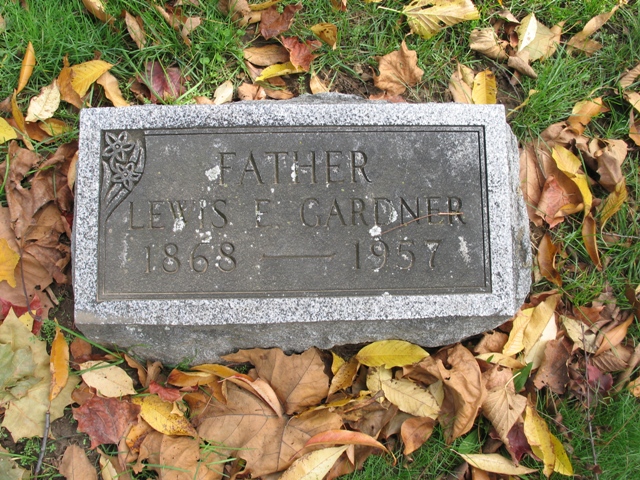 FATHER
LEWIS E. GARDNER
1868 — 1957